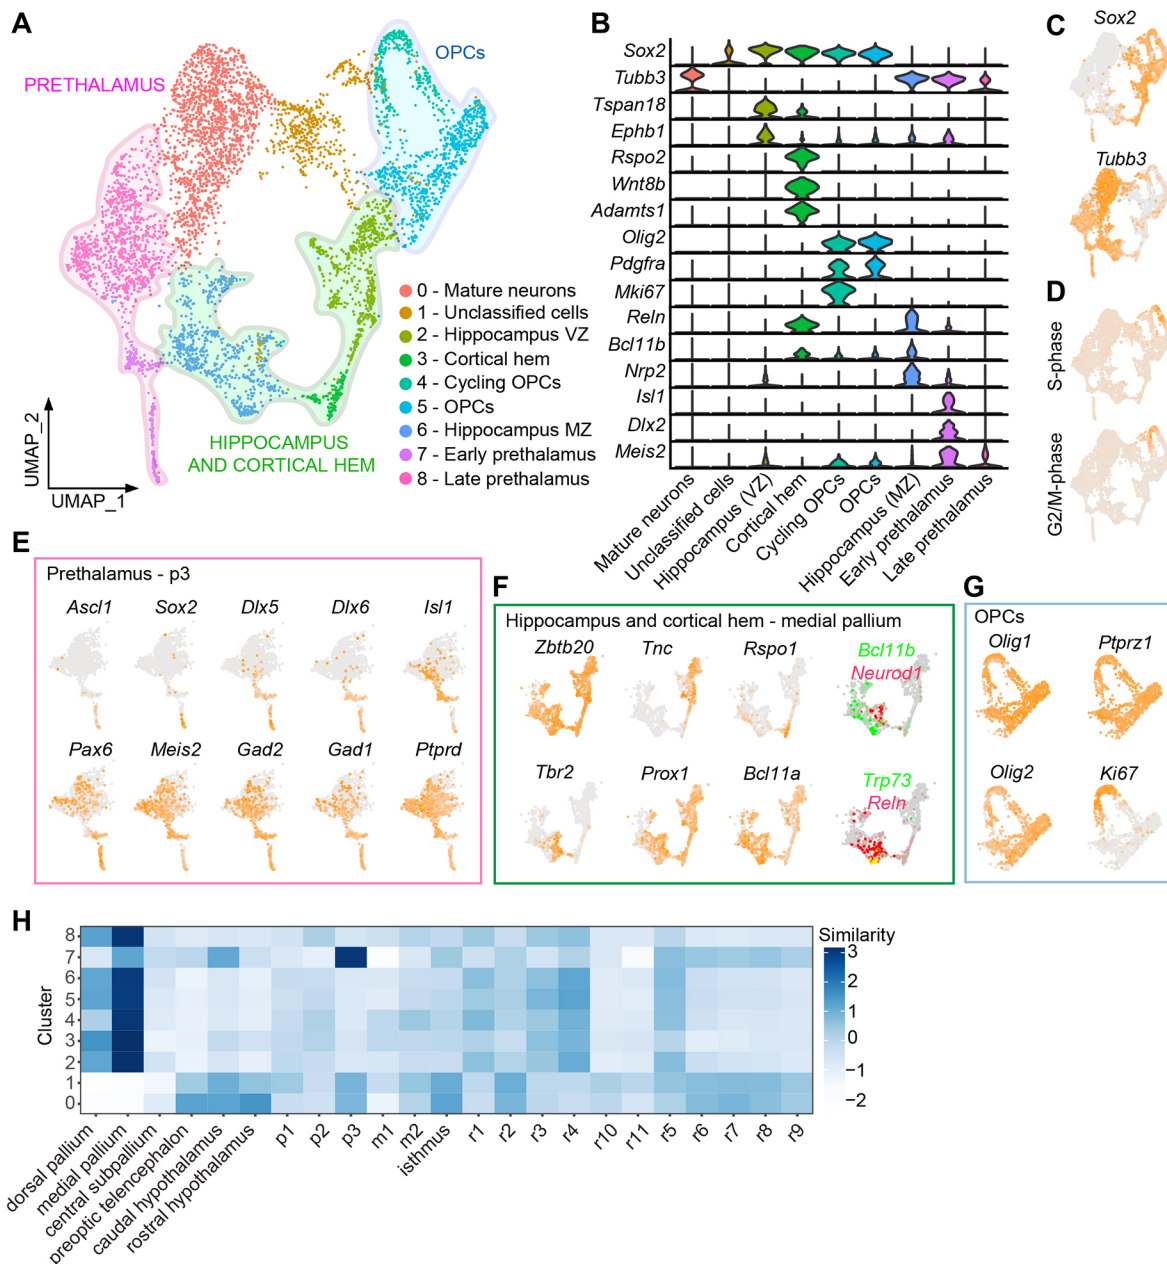 A
PRETHALAMUS
OPCs
HIPPOCAMPUS
AND CORTICAL HEM
UMAP_2
UMAP_1
0 - Mature neurons
1 - Unclassified cells
2 - Hippocampus VZ
3 - Cortical hem
4 - Cycling OPCs
5 - OPCs
6 - Hippocampus MZ
7 - Early prethalamus
8 - Late prethalamus
B
Sox2
Tubb3
Tspan18
Ephb1
Rspo2
Wnt8b
Adamts1
Olig2
Pdgfra
Mki67
Reln
Bcl11b
Nrp2
Isl1
Dlx2
Meis2
Mature neurons
Unclassified cells
Hippocampus (VZ)
Cortical hem
Cycling OPCs
OPCs
Hippocampus (MZ)
Early prethalamus
Late prethalamus
C
Sox2
Tubb3
D
S-phase
G2/M-phase
E
Prethalamus - p3
Ascl1 Sox2 Dlx5 Dlx6 Isl1
Pax6 Meis2 Gad2 Gad1 Ptprd
F
Hippocampus and cortical hem - medial pallium
Zbtb20 Tnc Rspo1 Bcl11b
Neurod1
Tbr2 Prox1 Bcl11a Trp73
Reln
G
OPCs
Olig1 Ptprz1
Olig2 Ki67
H
Cluster
8
7
6
5
4
3
2
1
0
dorsal pallium
medial pallium
central subpallium
preoptic telencephalon
caudal hypothalamus
rostral hypothalamus
p1
p2
p3
m1
m2
isthmus
r1
r2
r3
r4
r10
r11
r5
r6
r7
r8
r9
Similarity
3
2
1
0
−1
−2